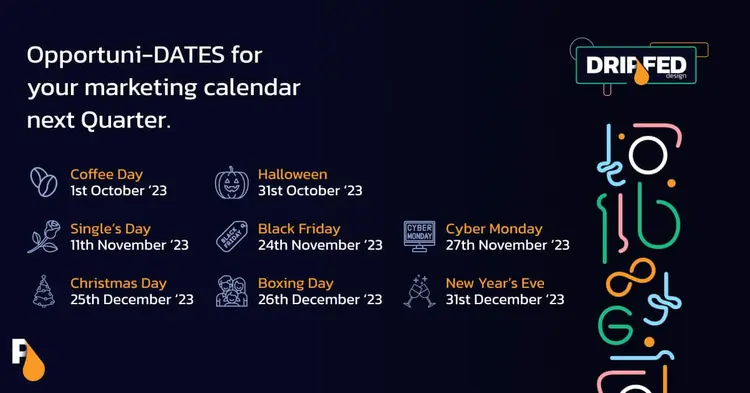 Opportuni-DATES for
your marketing calendar
next Quarter.
DRIPFED
design
Coffee Day
1st October ‘23
Halloween
31st October ‘23
Single’s Day
11th November ‘23
BLACK
FRIDAY
Black Friday
24th November ‘23
CYBER
MONDAY
Cyber Monday
27th November ‘23
Christmas Day
25th December ‘23
Boxing Day
26th December ‘23
New Year’s Eve
31st December ‘23